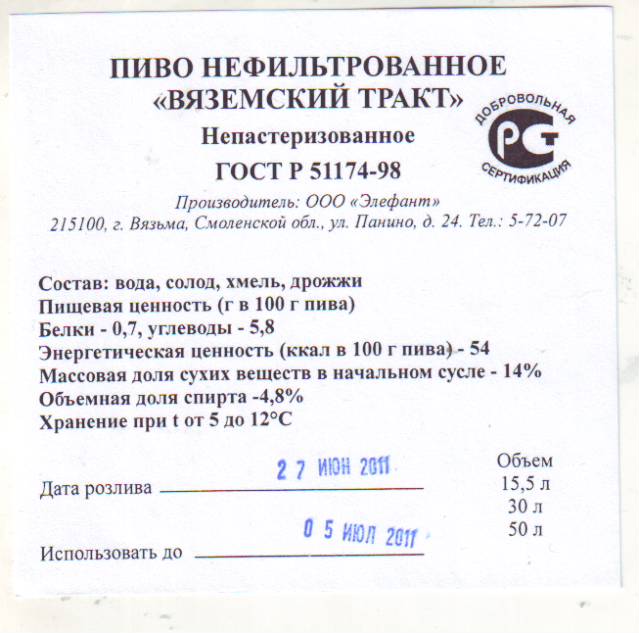 ПИВО НЕФИЛЬТРОВАННОЕ
«ВЯЗЕМСКИЙ ТРАКТ»
Непастеризованное
ГОСТ Р 51174-98
ДОБРОВОЛЬНАЯ
РСТ
СЕРТИФИКАЦИЯ
Производитель: ООО «Элефант»
215100, г. Вязьма, Смоленской обл., ул. Панино, д. 24. Тел.: 5-72-07
Состав: вода, солод, хмель, дрожжи
Пищевая ценность (г в 100 г пива)
Белки - 0,7, углеводы - 5,8
Энергетическая ценность (ккал в 100 г пива) - 54
Массовая доля сухих веществ в начальном сусле - 14%
Объемная доля спирта -4,8%
Хранение при t от 5 до 12°С
Дата розлива 27 ИЮН 2011
Использовать до 05 ИЮЛ 2011
Объем
15,5 л
30 л
50 л